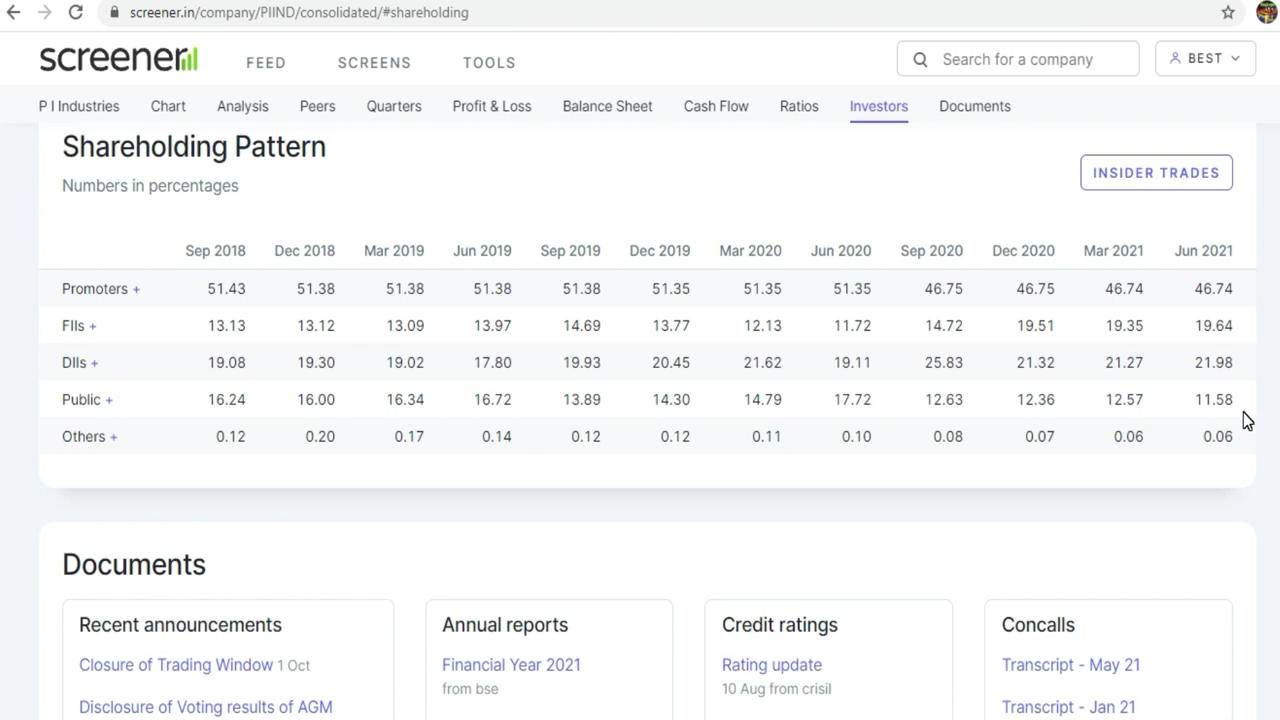 screener.in/company/PIIND/consolidated/#shareholding
screener FEED SCREENS TOOLS Search for a company BEST
P I Industries Chart Analysis Peers Quarters Profit & Loss Balance Sheet Cash Flow Ratios Investors Documents
Shareholding Pattern
Numbers in percentages
INSIDER TRADES
Sep 2018 Dec 2018 Mar 2019 Jun 2019 Sep 2019 Dec 2019 Mar 2020 Jun 2020 Sep 2020 Dec 2020 Mar 2021 Jun 2021
Promoters + 51.43 51.38 51.38 51.38 51.38 51.35 51.35 51.35 46.75 46.75 46.74 46.74
FIIs + 13.13 13.12 13.09 13.97 14.69 13.77 12.13 11.72 14.72 19.51 19.35 19.64
DIIs + 19.08 19.30 19.02 17.80 19.93 20.45 21.62 19.11 25.83 21.32 21.27 21.98
Public + 16.24 16.00 16.34 16.72 13.89 14.30 14.79 17.72 12.63 12.36 12.57 11.58
Others + 0.12 0.20 0.17 0.14 0.12 0.12 0.11 0.10 0.08 0.07 0.06 0.06
Documents
Recent announcements
Closure of Trading Window 1 Oct
Disclosure of Voting results of AGM
Annual reports
Financial Year 2021
from bse
Credit ratings
Rating update
10 Aug from crisil
Concalls
Transcript - May 21
Transcript - Jan 21